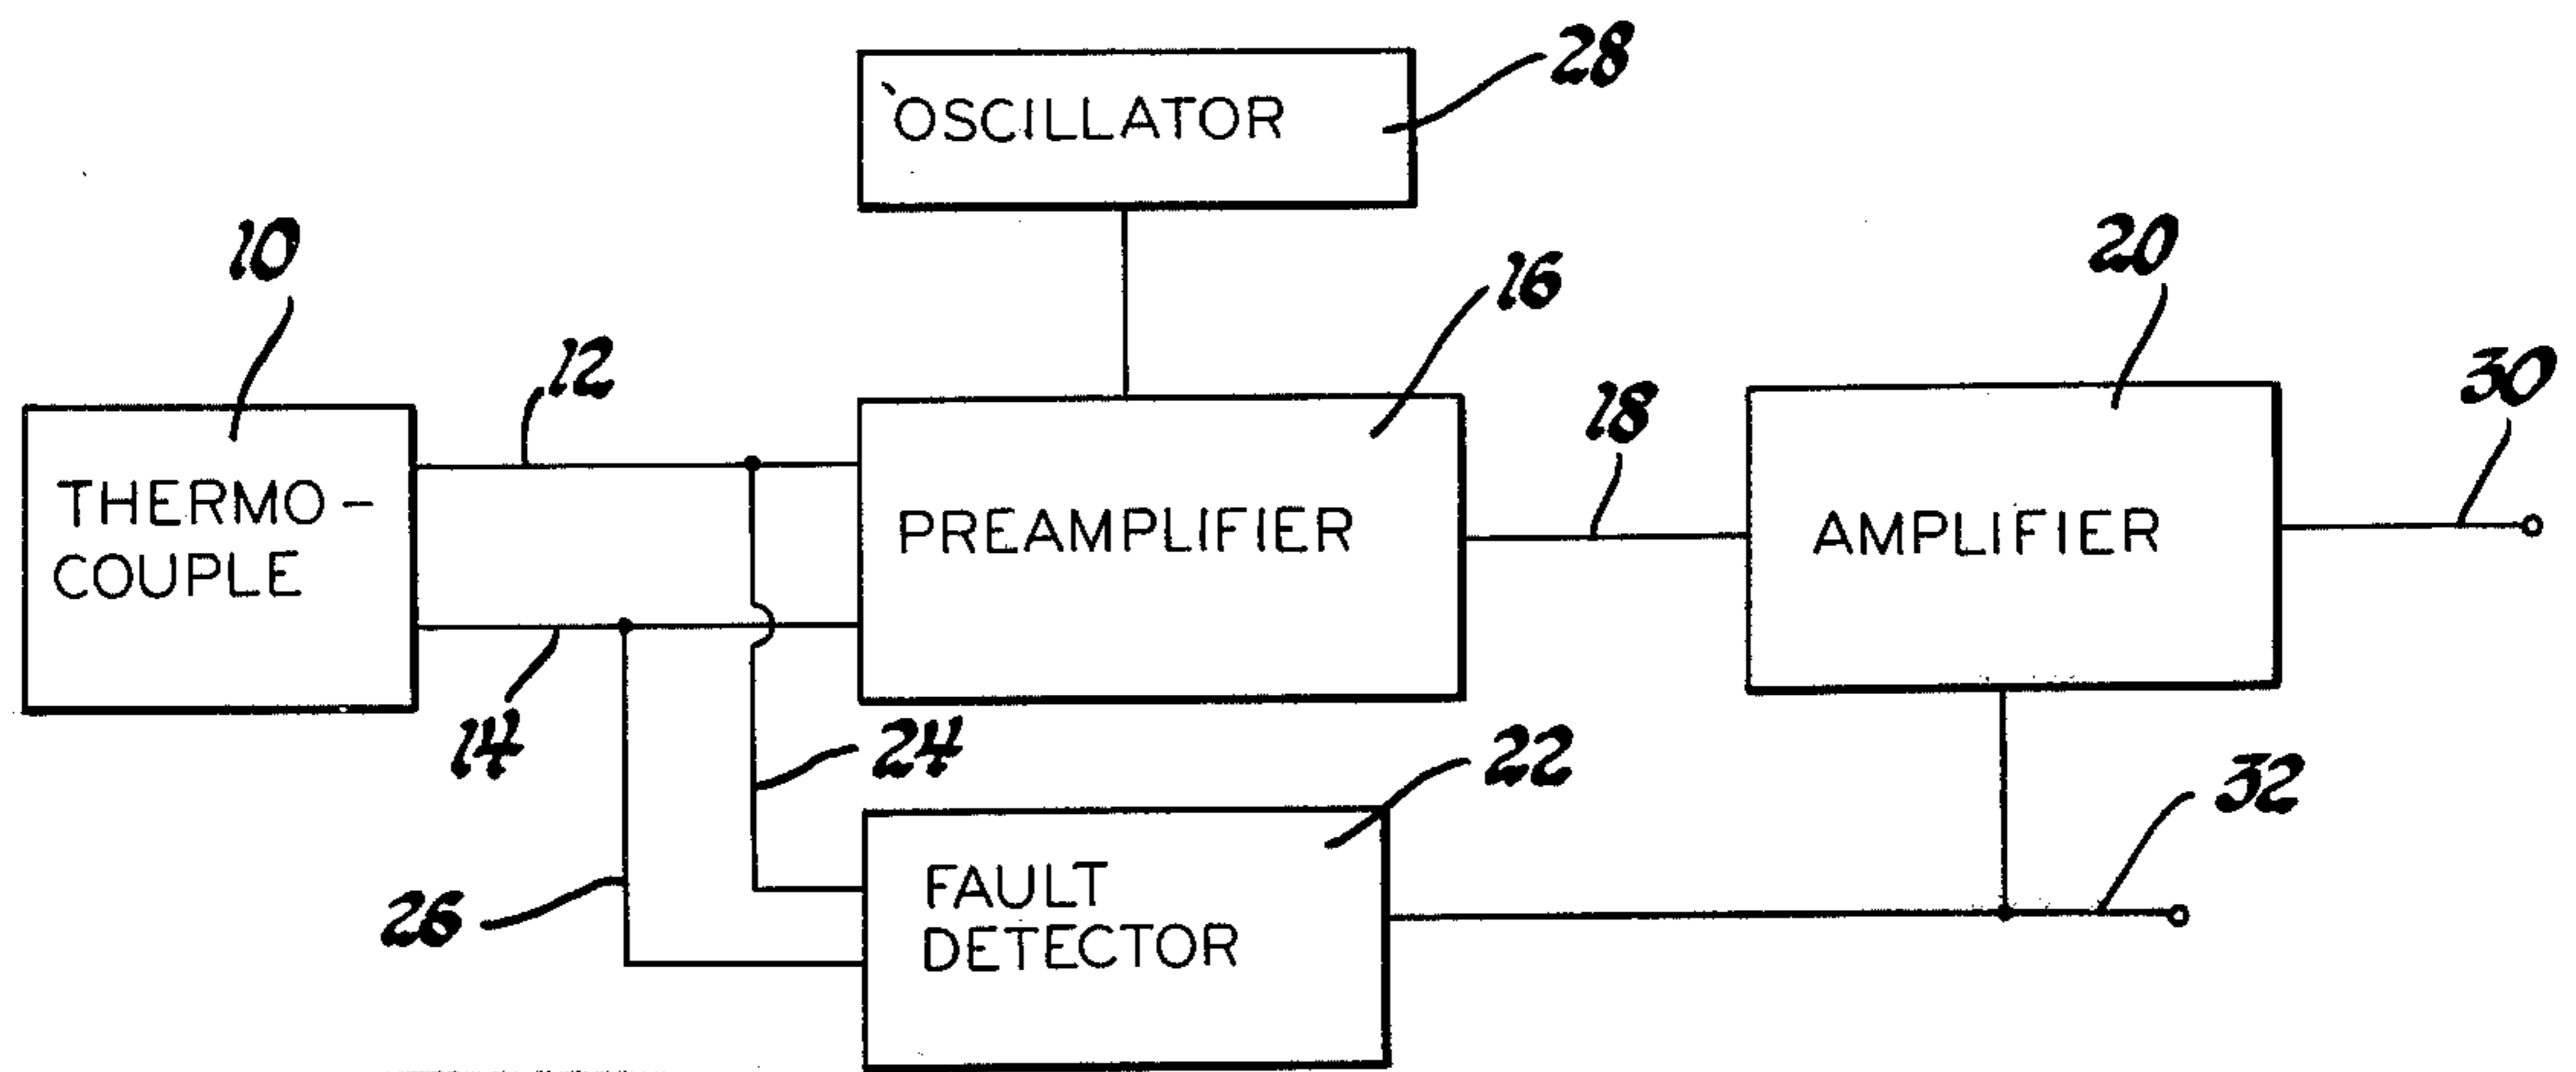 OSCILLATOR
28
10
12
16
20
18
30
THERMO-
COUPLE
PREAMPLIFIER
AMPLIFIER
14
24
22
32
26
FAULT
DETECTOR